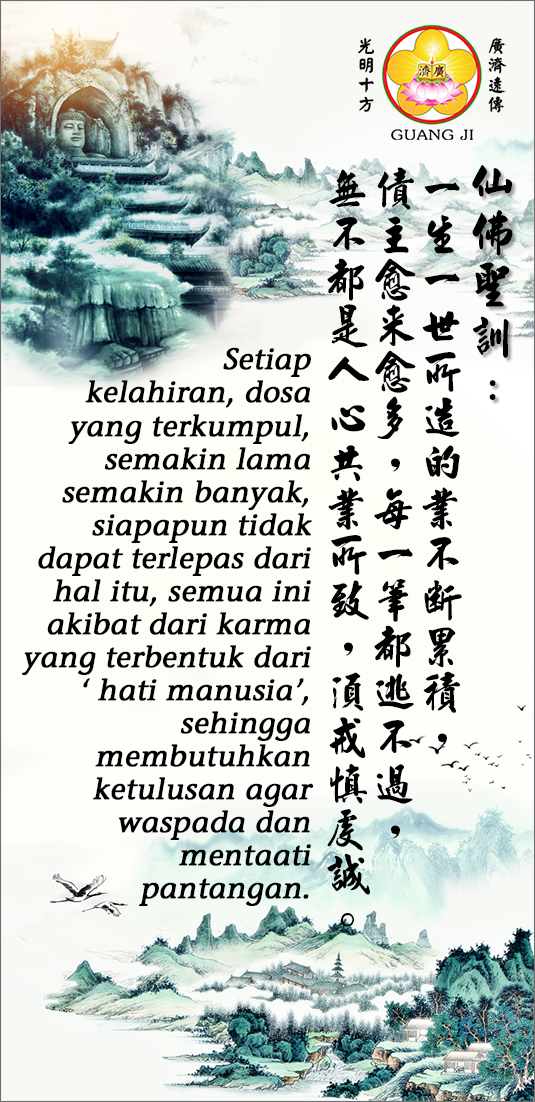 廣濟遠傳
光明十方
濟廣
GUANG JI
仙佛聖訓：
一生一世所造的業不斷累積，
債主愈来愈多，每一筆都逃不過，
無不都是人心共業所致，須戒慎虔誠。
Setiap
kelahiran, dosa
yang terkumpul,
semakin lama
semakin banyak,
siapapun tidak
dapat terlepas dari
hal itu, semua ini
akibat dari karma
yang terbentuk dari
‘ hati manusia’,
sehingga
membutuhkan
ketulusan agar
waspada dan
mentaati
pantangan.